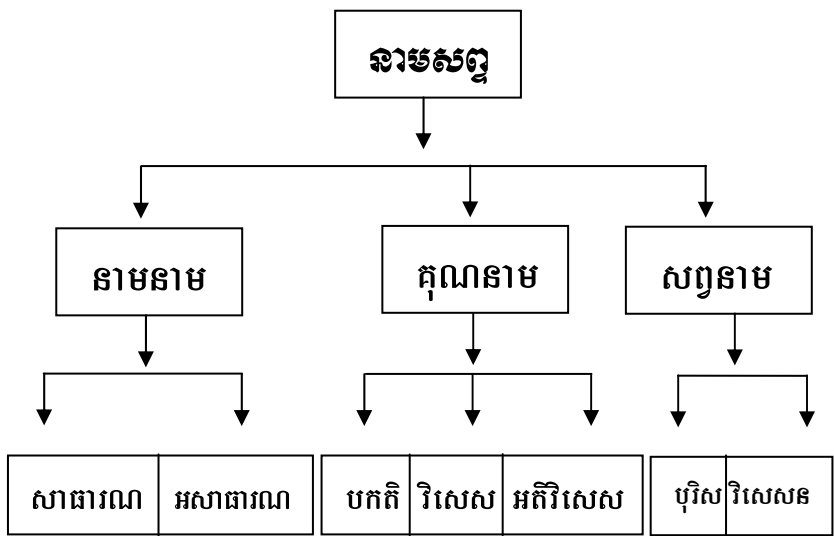 នាមសព្ទ
នាមនាម គុណនាម សព្វនាម
សាធារណ អសាធារណ បកតិ វិសេស អតិវិសេស បុរិស វិសេសន